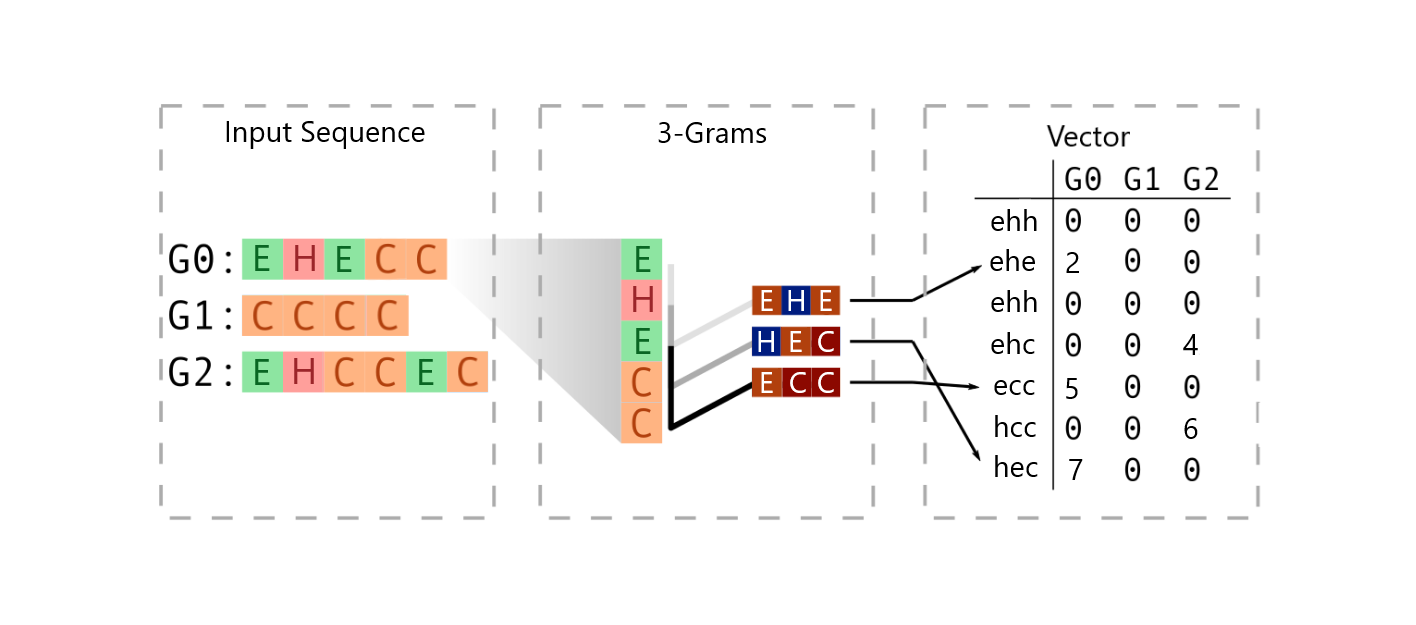 Input Sequence
G0: E H E C C
G1: C C C C
G2: E H C C E C
3-Grams
E
H
E
C
C
E H E
H E C
E C C
Vector
G0 G1 G2
ehh 0 0 0
ehe 2 0 0
ehh 0 0 0
ehc 0 0 4
ecc 5 0 0
hcc 0 0 6
hec 7 0 0